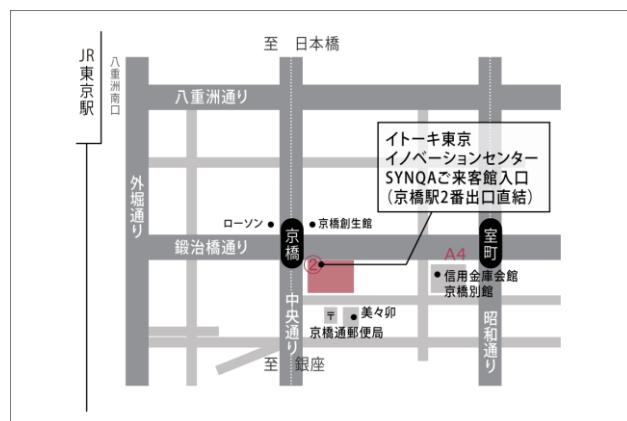 至 日本橋
JR東京駅
八重洲南口
八重洲通り
イトーキ東京
イノベーションセンター
SYNQAご来客館入口
(京橋駅2番出口直結)
外堀通り
ローソン
京橋創生館
京橋
室町
鍛治橋通り
②
A4
信用金庫会館
京橋別館
中央通り
昭和通り
〒
美々卯
京橋通郵便局
至 銀座